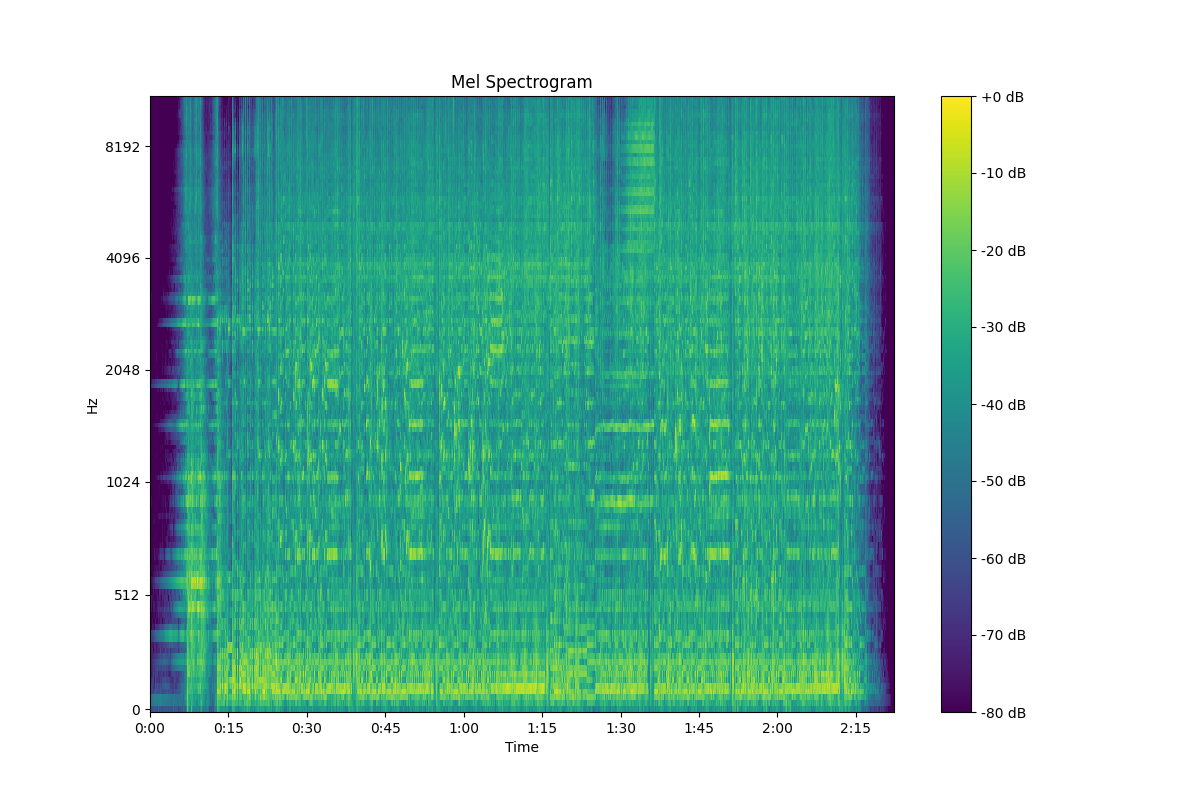 Mel Spectrogram
+0 dB
8192
-10 dB
-20 dB
4096
-30 dB
2048
-40 dB
Hz
1024
-50 dB
-60 dB
512
-70 dB
0
-80 dB
0:00 0:15 0:30 0:45 1:00 1:15 1:30 1:45 2:00 2:15
Time